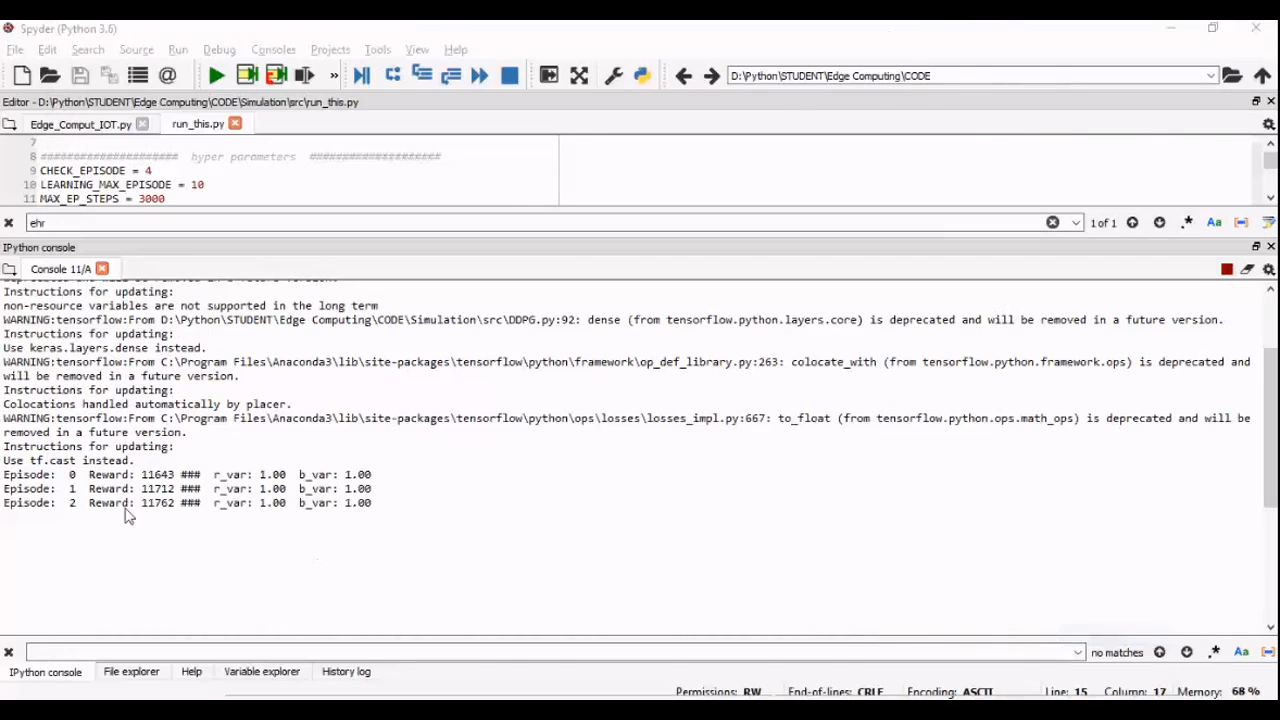 Spyder (Python 3.6)
File Edit Search Source Run Debug Consoles Projects Tools View Help
» D:\Python\STUDENT\Edge Computing\CODE
Editor - D:\Python\STUDENT\Edge Computing\CODE\Simulation\src\run_this.py
Edge_Comput_IOT.py run_this.py
7
8 ##################### hyper parameters ####################
9 CHECK_EPISODE = 4
10 LEARNING_MAX_EPISODE = 10
11 MAX_EP_STEPS = 3000
ehr 1 of 1 .* Aa
IPython console
Console 11/A
Instructions for updating:
non-resource variables are not supported in the long term
WARNING:tensorflow:From D:\Python\STUDENT\Edge Computing\CODE\Simulation\src\DDPG.py:92: dense (from tensorflow.python.layers.core) is deprecated and will be removed in a future version.
Instructions for updating:
Use keras.layers.dense instead.
WARNING:tensorflow:From C:\Program Files\Anaconda3\lib\site-packages\tensorflow\python\framework\op_def_library.py:263: colocate_with (from tensorflow.python.framework.ops) is deprecated and
will be removed in a future version.
Instructions for updating:
Colocations handled automatically by placer.
WARNING:tensorflow:From C:\Program Files\Anaconda3\lib\site-packages\tensorflow\python\ops\losses\losses_impl.py:667: to_float (from tensorflow.python.ops.math_ops) is deprecated and will be
removed in a future version.
Instructions for updating:
Use tf.cast instead.
Episode: 0 Reward: 11643 ### r_var: 1.00 b_var: 1.00
Episode: 1 Reward: 11712 ### r_var: 1.00 b_var: 1.00
Episode: 2 Reward: 11762 ### r_var: 1.00 b_var: 1.00
no matches .* Aa
IPython console File explorer Help Variable explorer History log
Permissions: RW End-of-lines: CRLF Encoding: ASCII Line: 15 Column: 17 Memory: 68 %